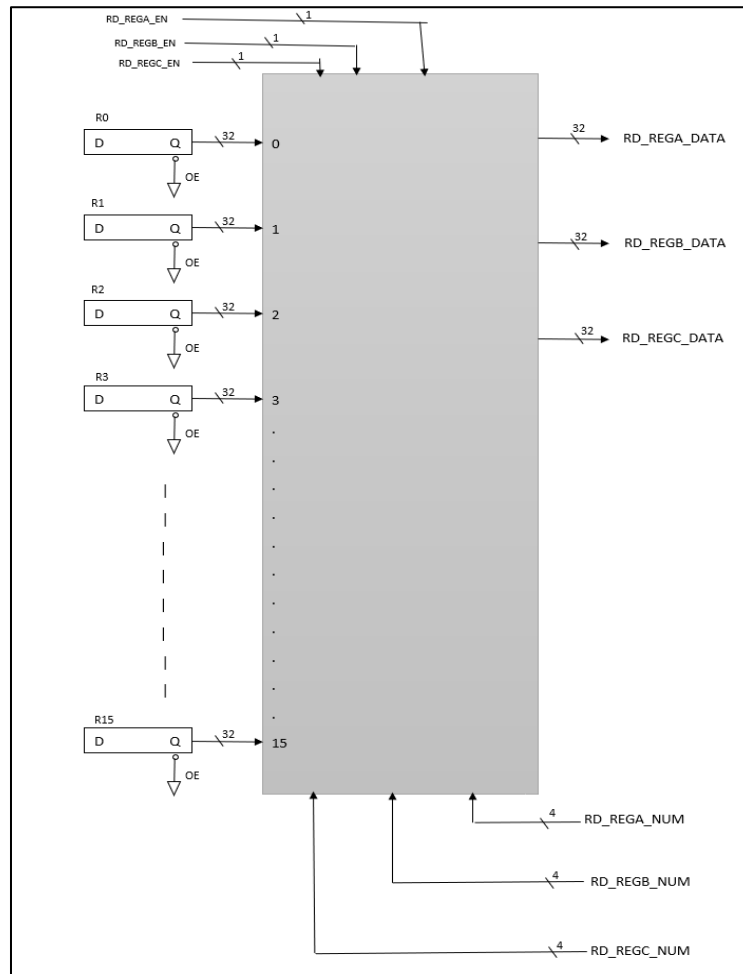 RD_REGA_EN 1
RD_REGB_EN 1
RD_REGC_EN 1
R0
D Q 32 0
OE
32 RD_REGA_DATA
R1
D Q 32 1
OE
32 RD_REGB_DATA
R2
D Q 32 2
OE
32 RD_REGC_DATA
R3
D Q 32 3
OE
.
.
.
.
.
.
.
.
.
.
.
R15
D Q 32 15
OE
4 RD_REGA_NUM
4 RD_REGB_NUM
4 RD_REGC_NUM